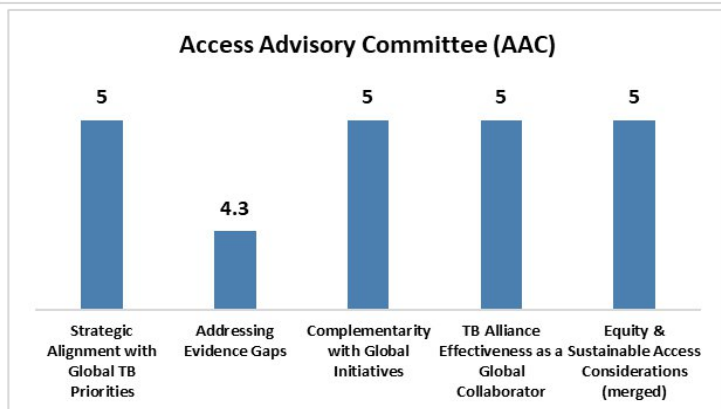 Access Advisory Committee (AAC)
5
4.3
5
5
5
Strategic
Alignment with
Global TB
Priorities
Addressing
Evidence Gaps
Complementarity
with Global
Initiatives
TB Alliance
Effectiveness as a
Global
Collaborator
Equity &
Sustainable Access
Considerations
(merged)